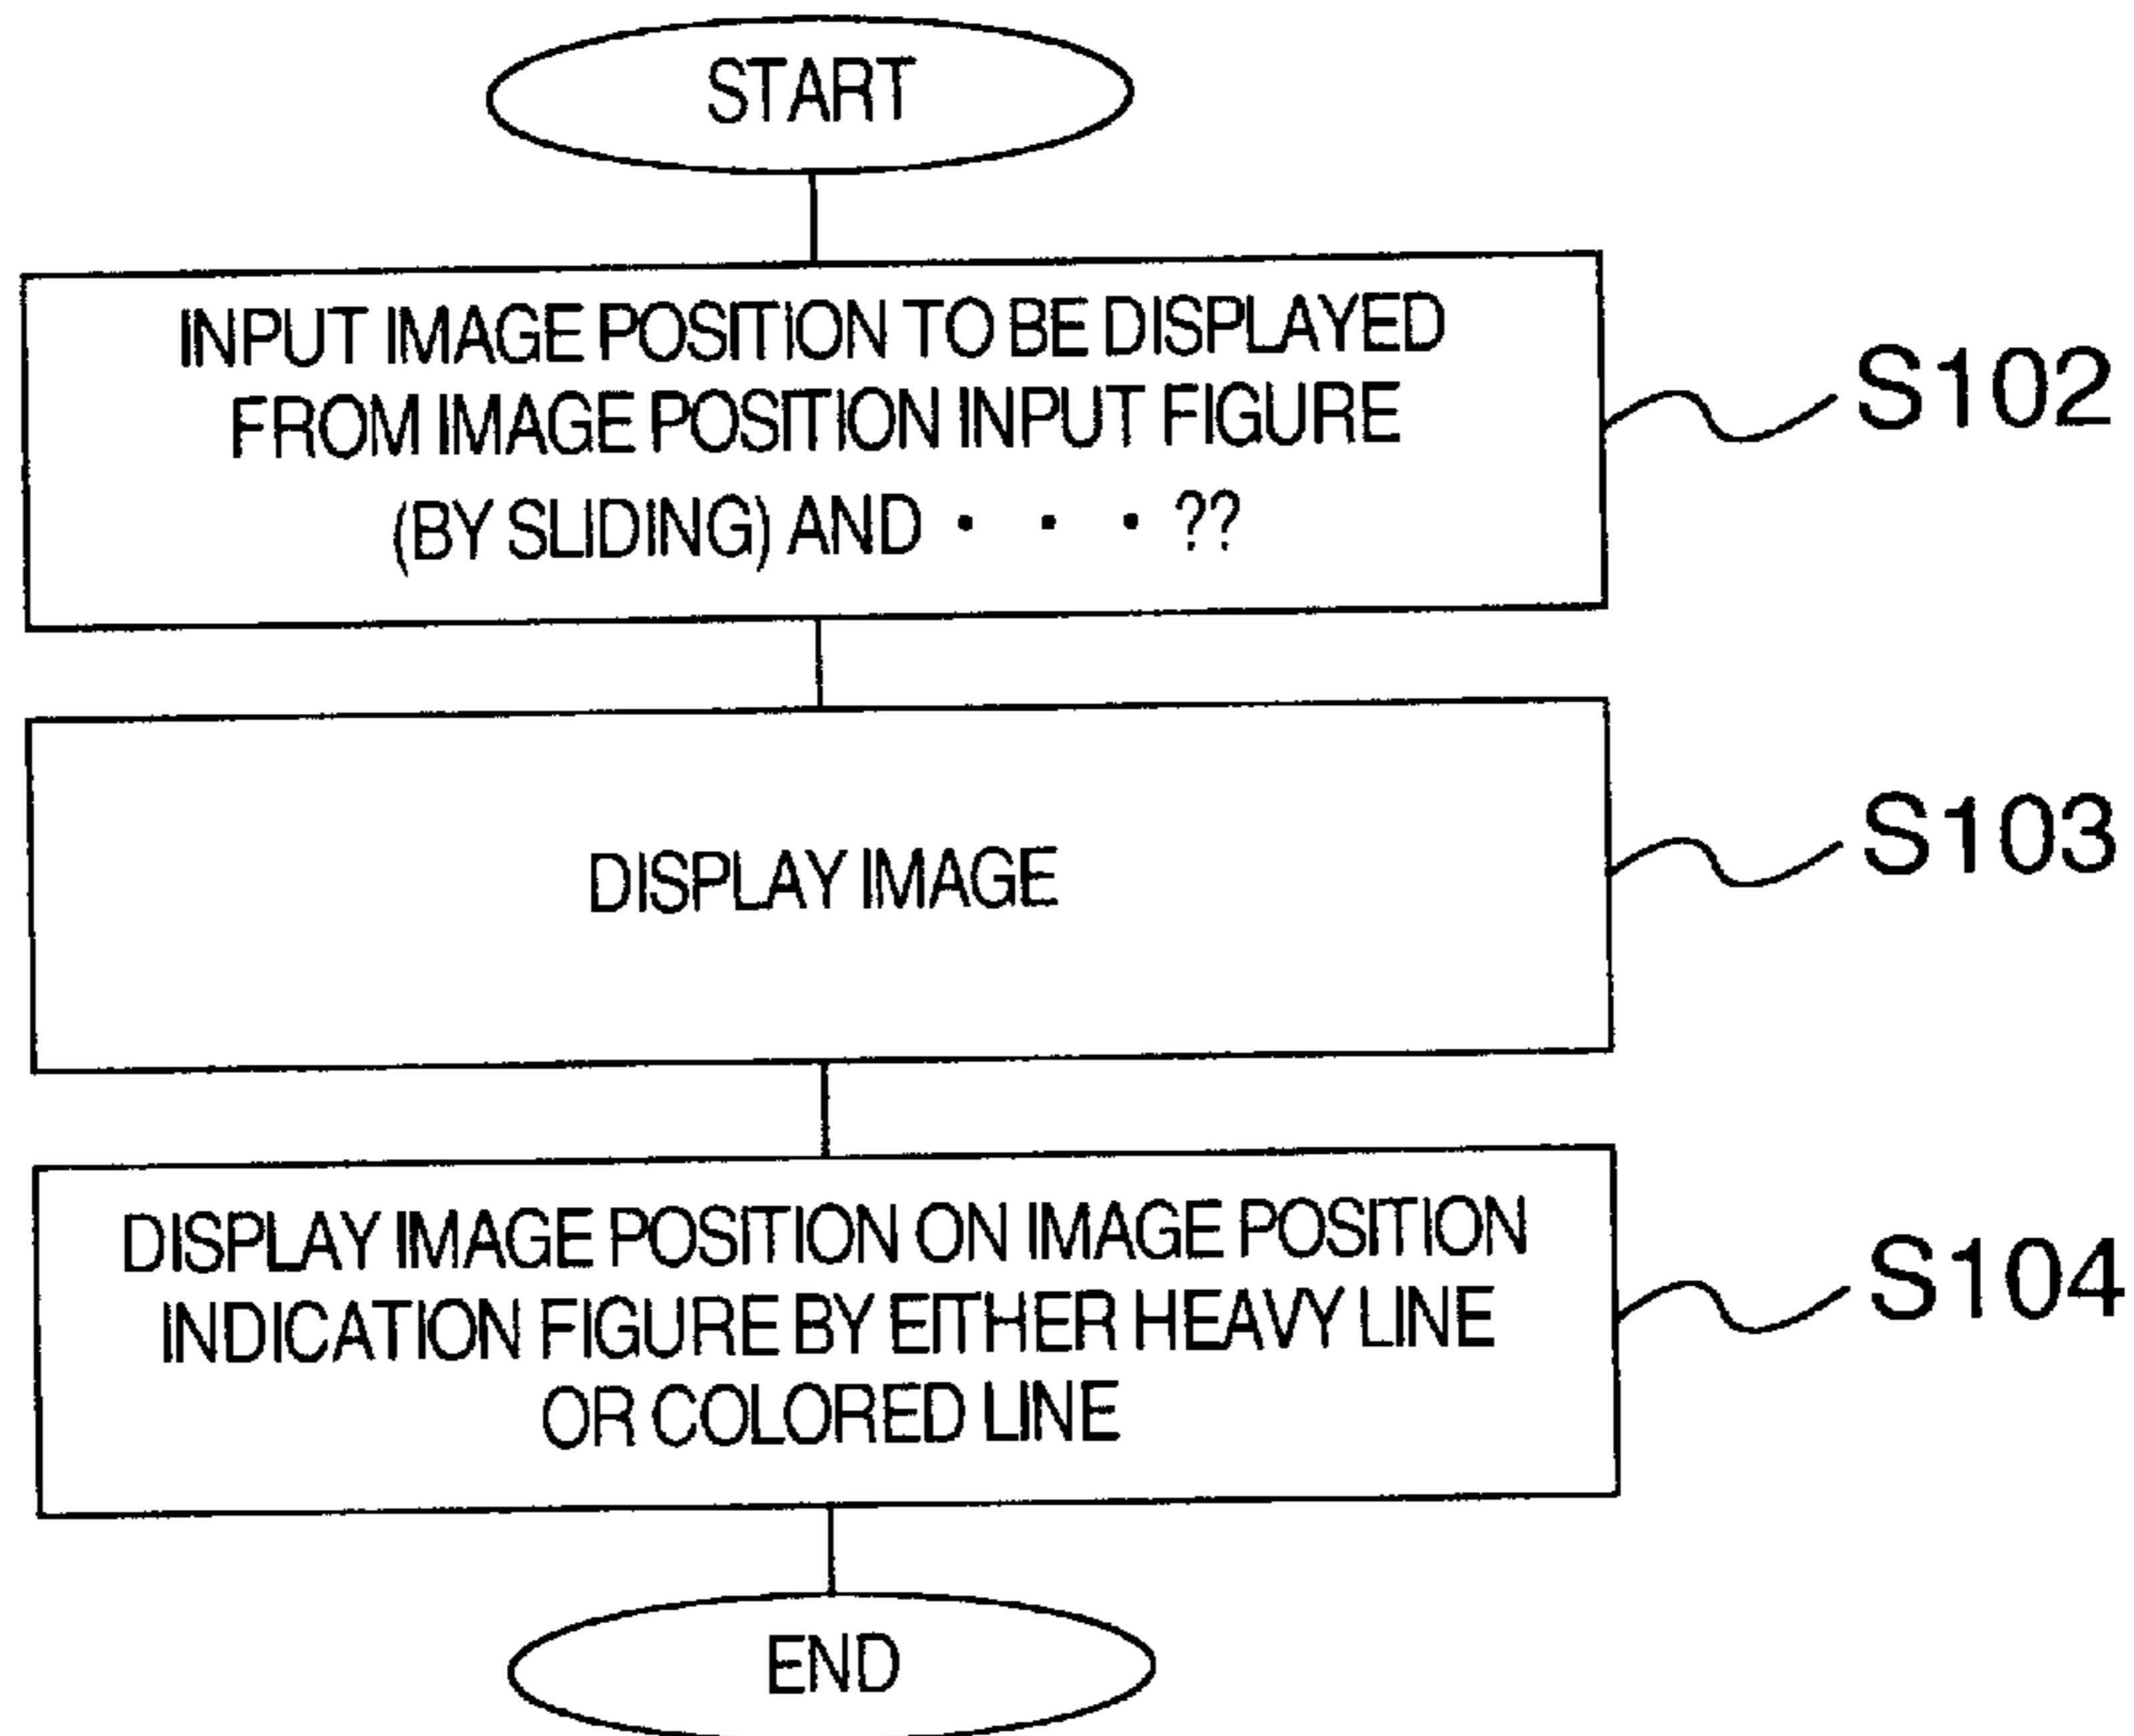 START
INPUT IMAGE POSITION TO BE DISPLAYED
FROM IMAGE POSITION INPUT FIGURE
(BY SLIDING) AND · · · ??
S102
DISPLAY IMAGE
S103
DISPLAY IMAGE POSITION ON IMAGE POSITION
INDICATION FIGURE BY EITHER HEAVY LINE
OR COLORED LINE
S104
END